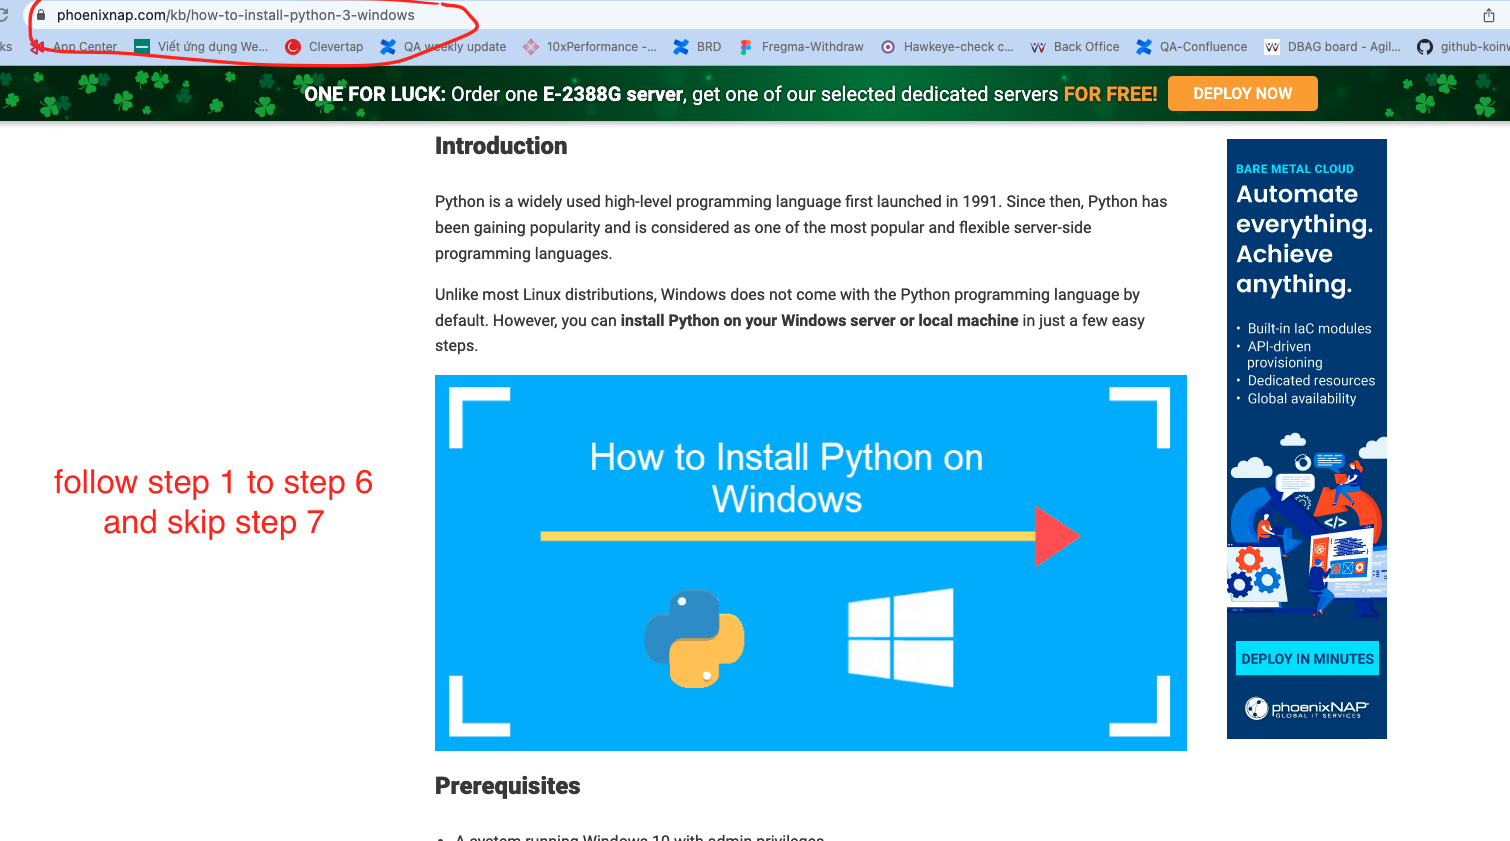 phoenixnap.com/kb/how-to-install-python-3-windows
ks App Center Viết ứng dụng We... Clevertap QA weekly update 10xPerformance -... BRD Fregma-Withdraw Hawkeye-check c... Back Office QA-Confluence DBAG board - Agil... github-koinw
ONE FOR LUCK: Order one E-2388G server, get one of our selected dedicated servers FOR FREE! DEPLOY NOW
Introduction
Python is a widely used high-level programming language first launched in 1991. Since then, Python has
been gaining popularity and is considered as one of the most popular and flexible server-side
programming languages.
Unlike most Linux distributions, Windows does not come with the Python programming language by
default. However, you can install Python on your Windows server or local machine in just a few easy
steps.
How to Install Python on
Windows
follow step 1 to step 6
and skip step 7
Prerequisites
• A system running Windows 10 with admin privileges
BARE METAL CLOUD
Automate
everything.
Achieve
anything.
• Built-in IaC modules
• API-driven
provisioning
• Dedicated resources
• Global availability
</>
DEPLOY IN MINUTES
phoenixNAP
GLOBAL IT SERVICES